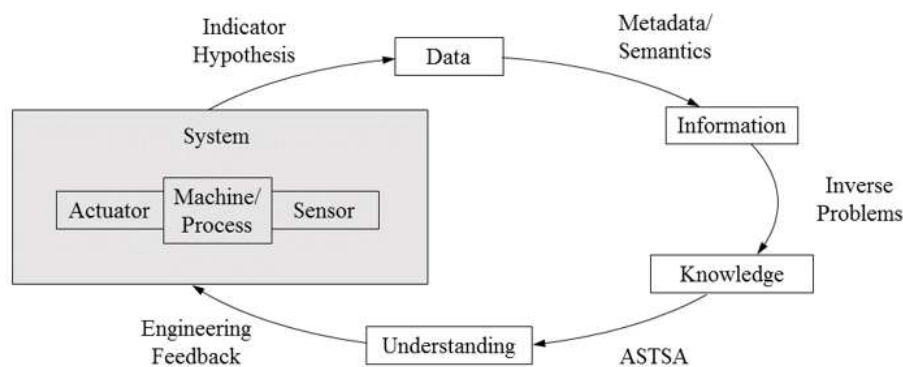 Indicator
Hypothesis
Data
Metadata/
Semantics
Information
Inverse
Problems
Knowledge
ASTSA
Understanding
Engineering
Feedback
System
Actuator
Machine/
Process
Sensor